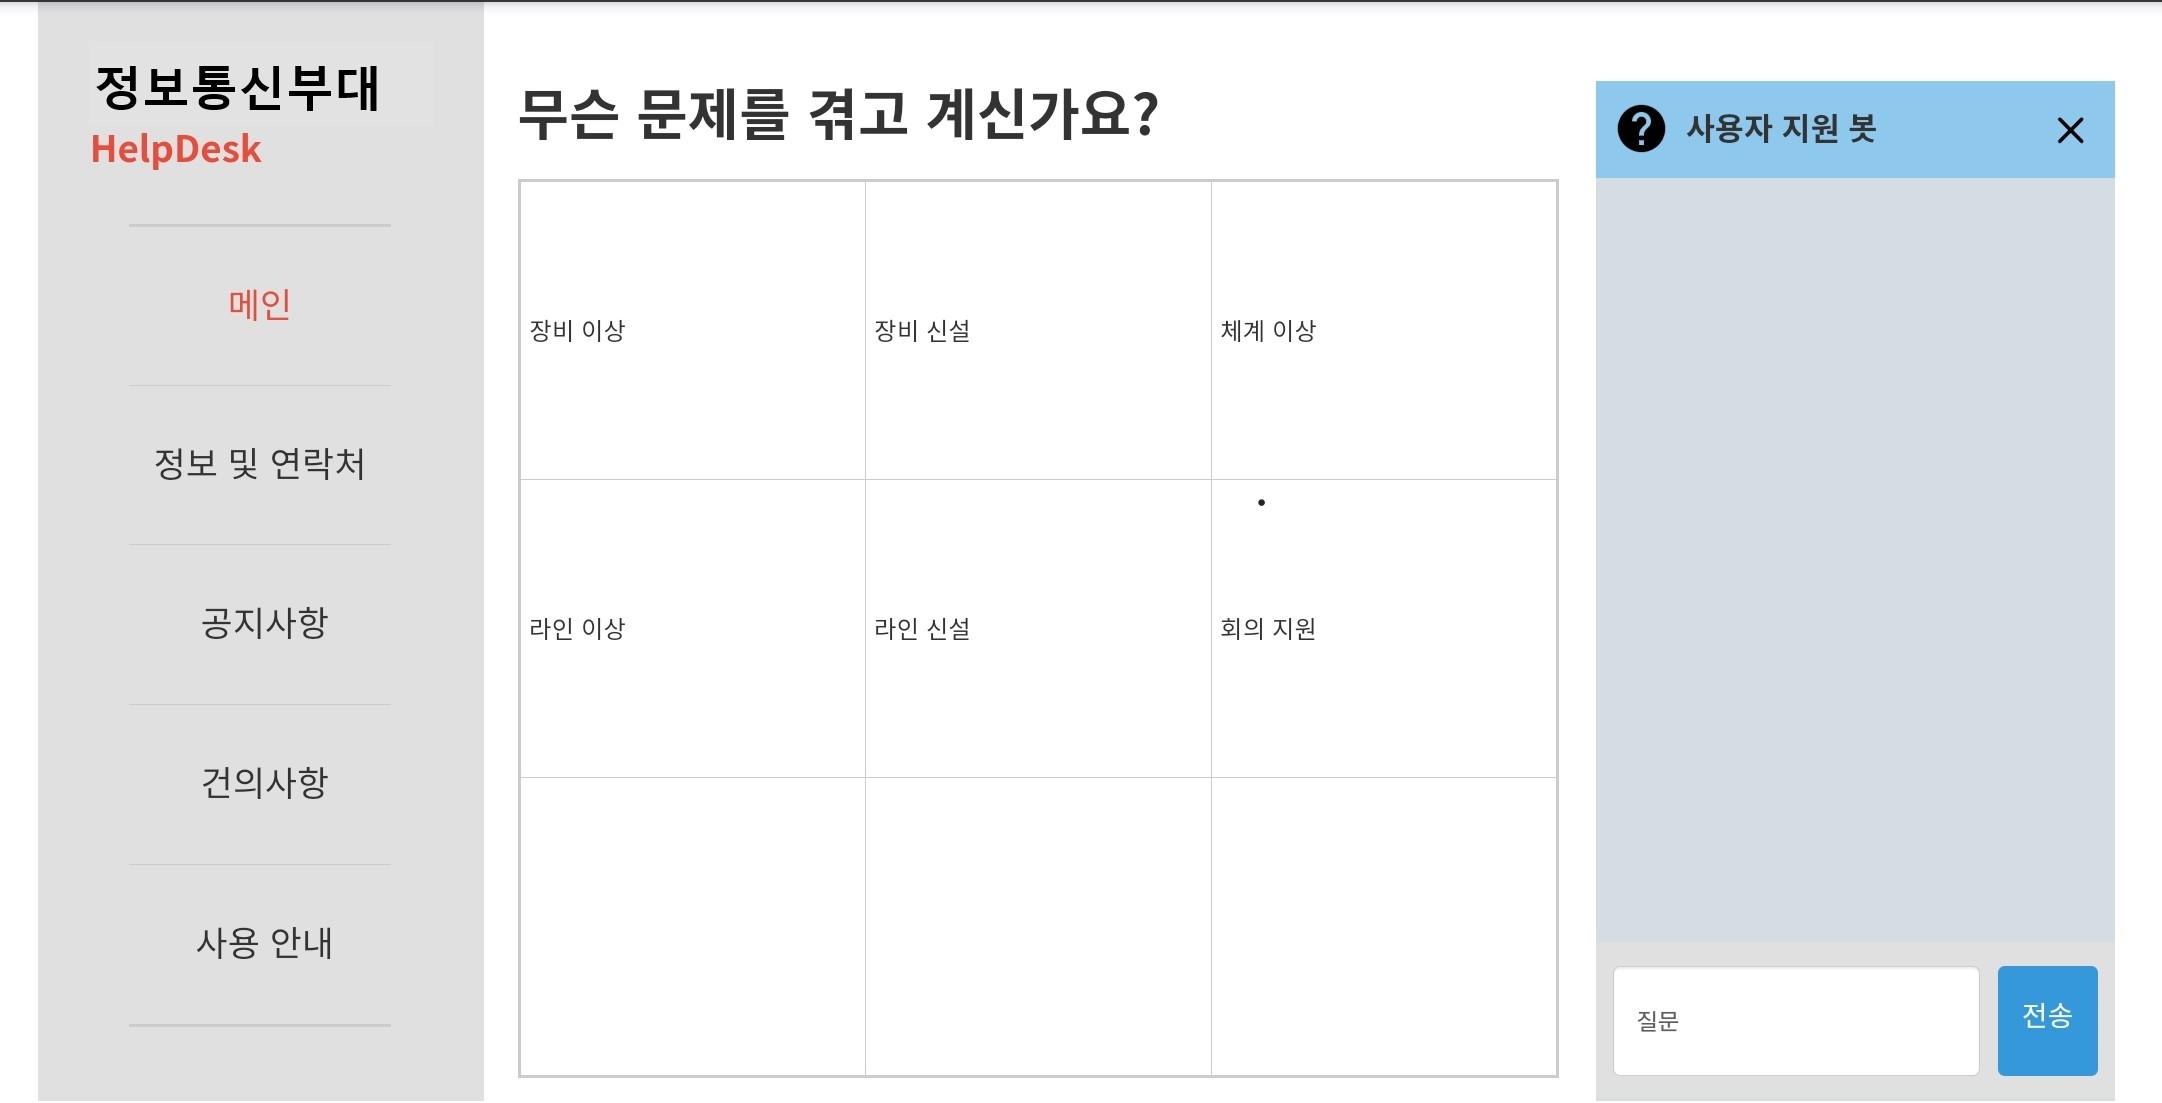 정보통신부대
HelpDesk
메인
정보 및 연락처
공지사항
건의사항
사용 안내
무슨 문제를 겪고 계신가요?
장비 이상
장비 신설
체계 이상
라인 이상
라인 신설
회의 지원
사용자 지원 봇
질문
전송